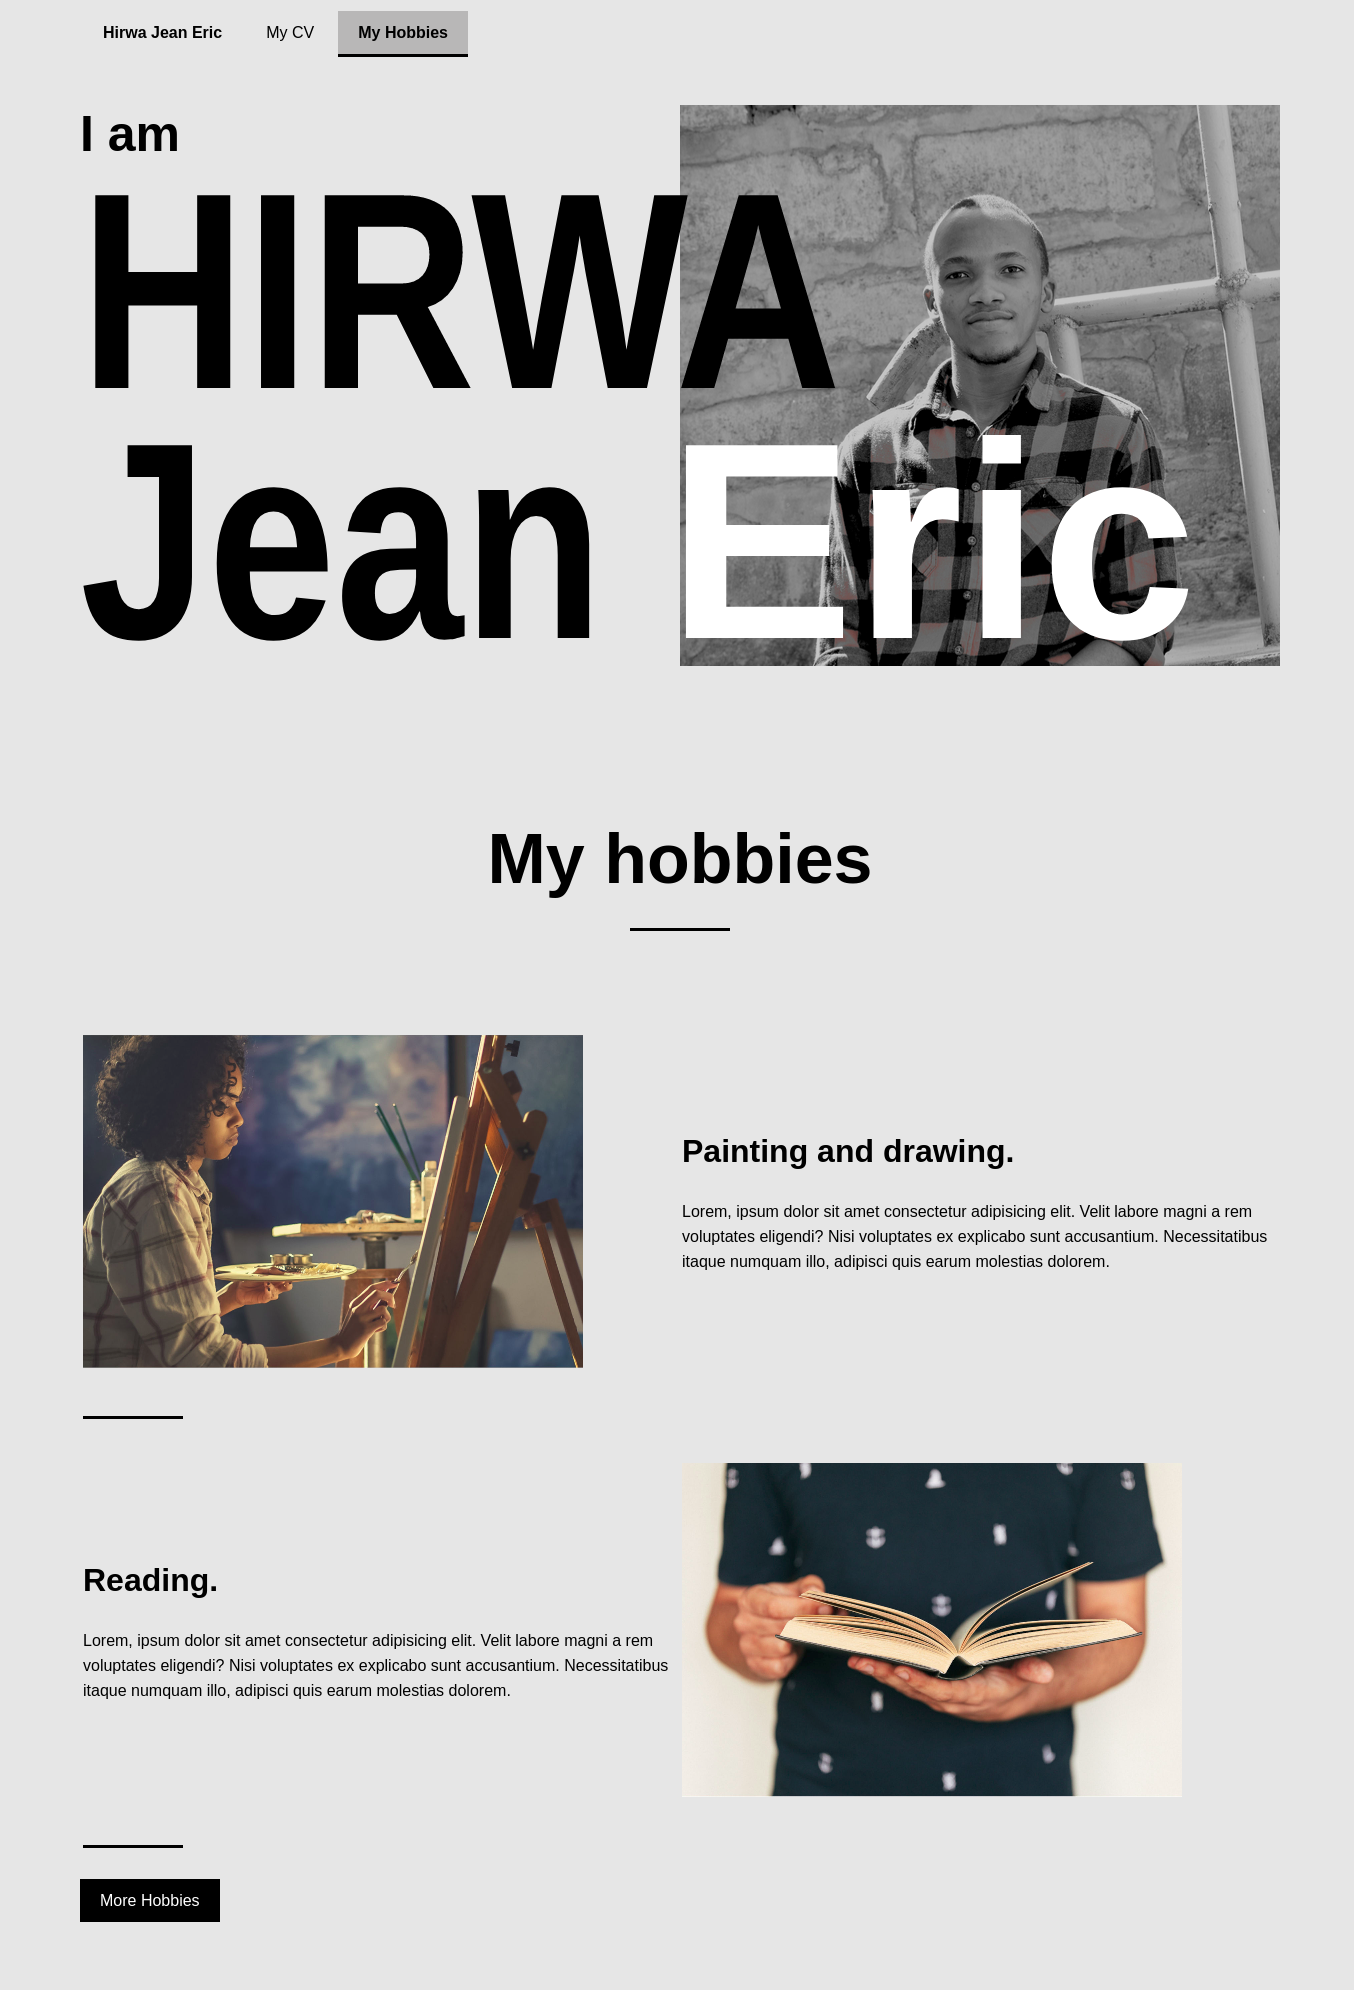 Hirwa Jean Eric My CV My Hobbies
I am
HIRWA
Jean Eric
My hobbies
Painting and drawing.
Lorem, ipsum dolor sit amet consectetur adipisicing elit. Velit labore magni a rem
voluptates eligendi? Nisi voluptates ex explicabo sunt accusantium. Necessitatibus
itaque numquam illo, adipisci quis earum molestias dolorem.
Reading.
Lorem, ipsum dolor sit amet consectetur adipisicing elit. Velit labore magni a rem
voluptates eligendi? Nisi voluptates ex explicabo sunt accusantium. Necessitatibus
itaque numquam illo, adipisci quis earum molestias dolorem.
More Hobbies